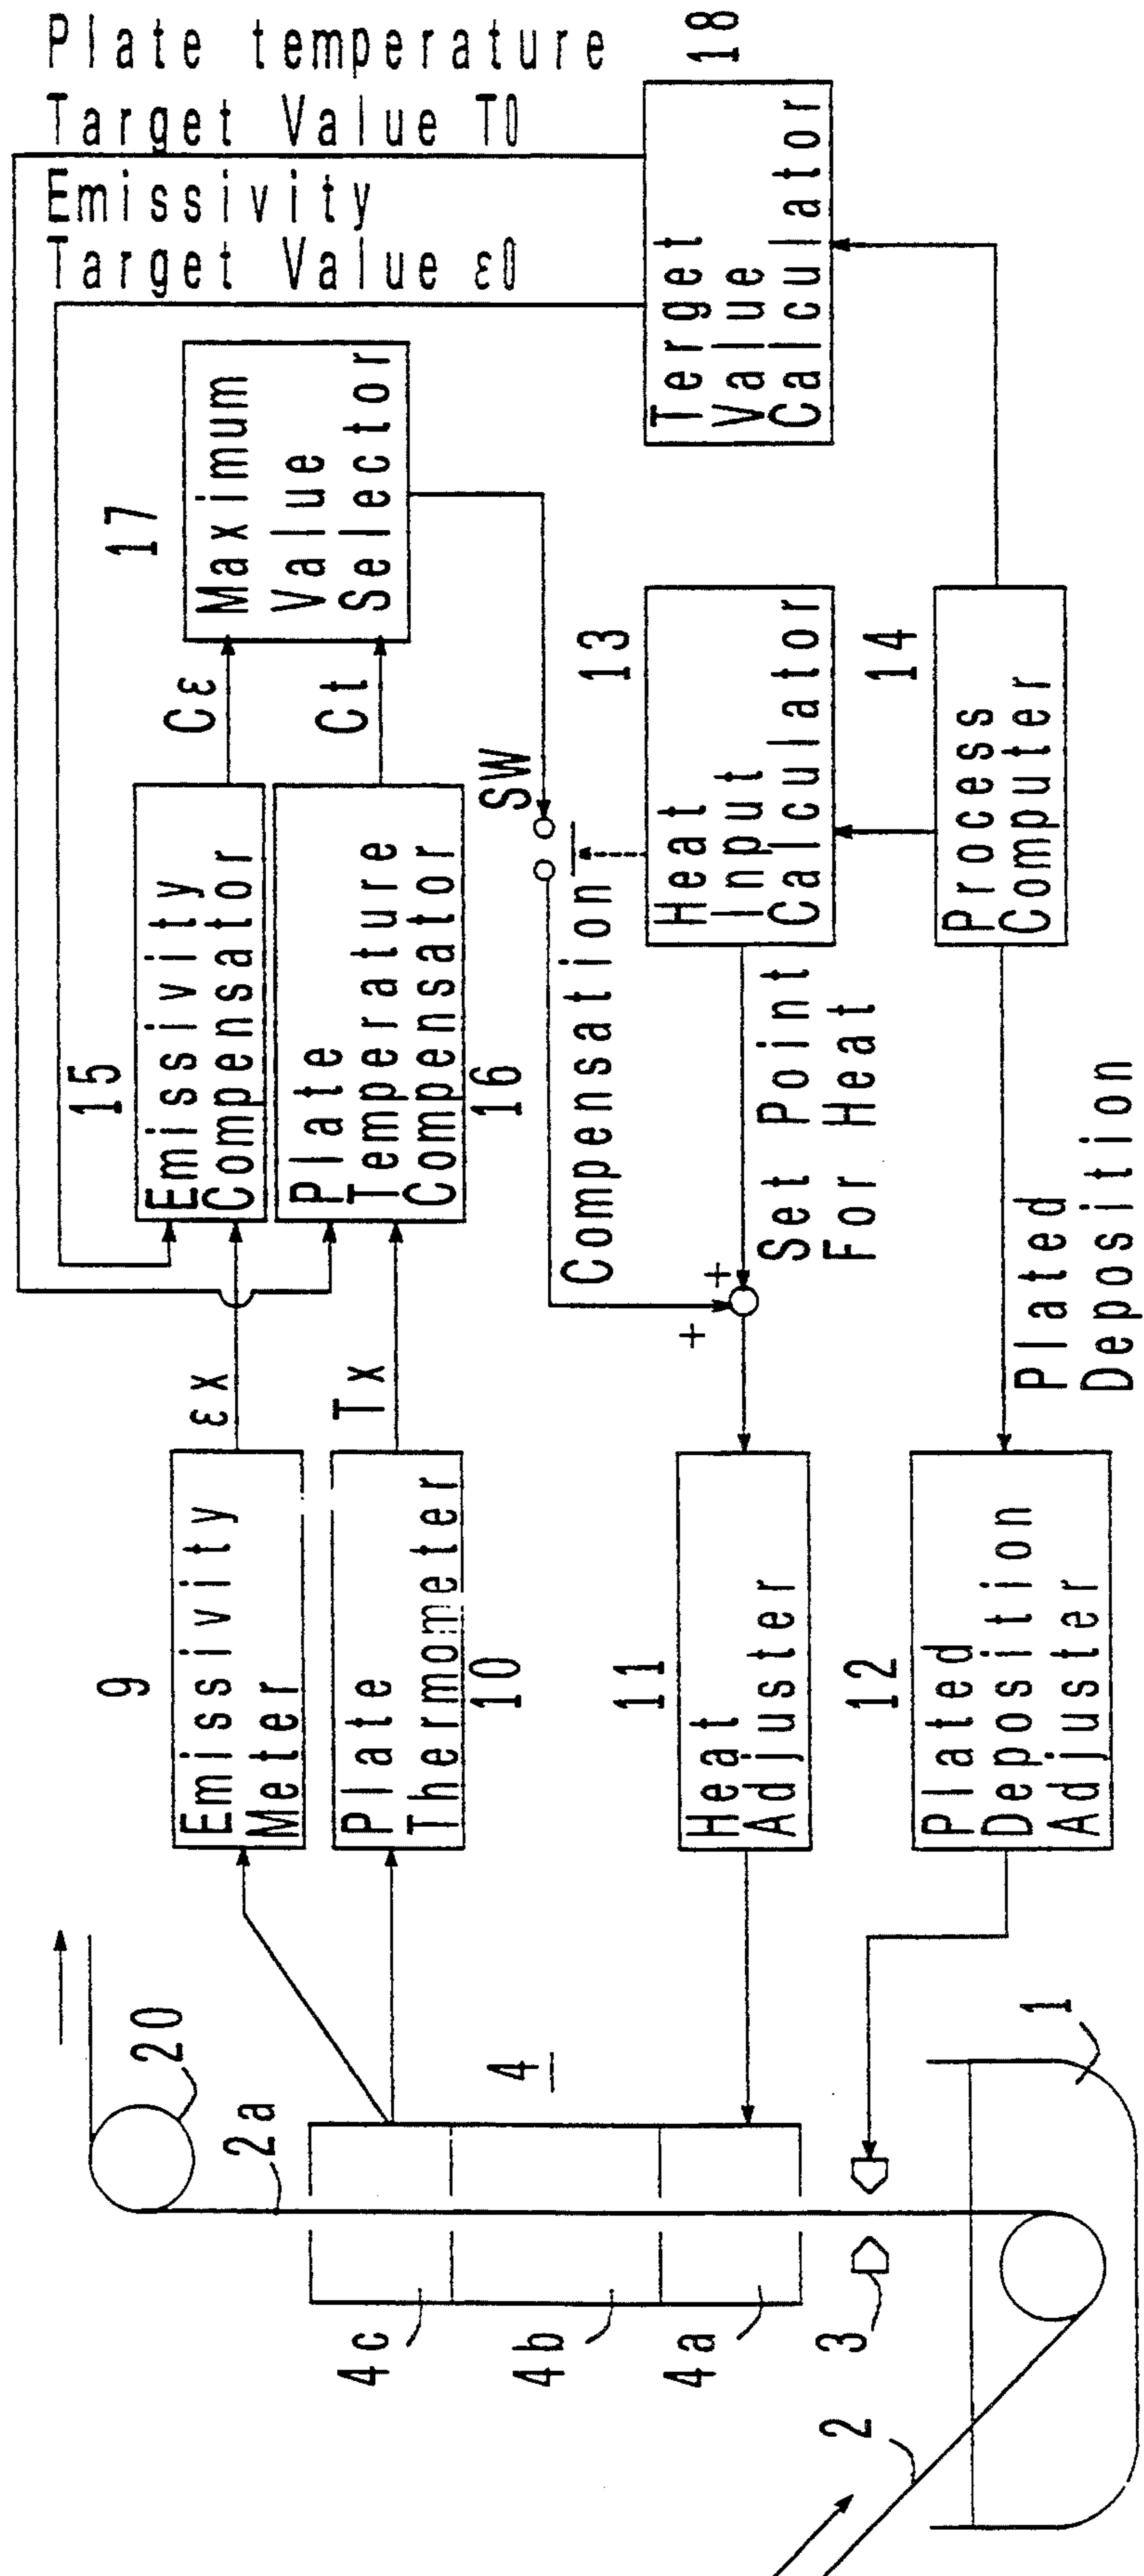 Plate temperature
Target Value T0
Emissivity
Target Value ε0
18
Terget
Value
Calculator
17
Maximum
Value
Selector
Cε
Ct
SW
13
Heat
Input
Calculator
14
Process
Computer
15
Emissivity
Compensator
Plate
Temperature
Compensator
16
Compensation
Set Point
For Heat
+
+
Plated
Deposition
εx
Tx
9
Emissivity
Meter
Plate
Thermometer
10
11
Heat
Adjuster
12
Plated
Deposition
Adjuster
20
2a
4
4c
4b
4a
3
2
1